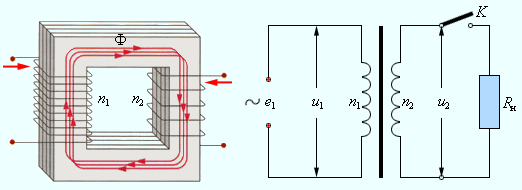 Φ
n₁ n₂
~ e₁ u₁ n₁ n₂ u₂ K Rн